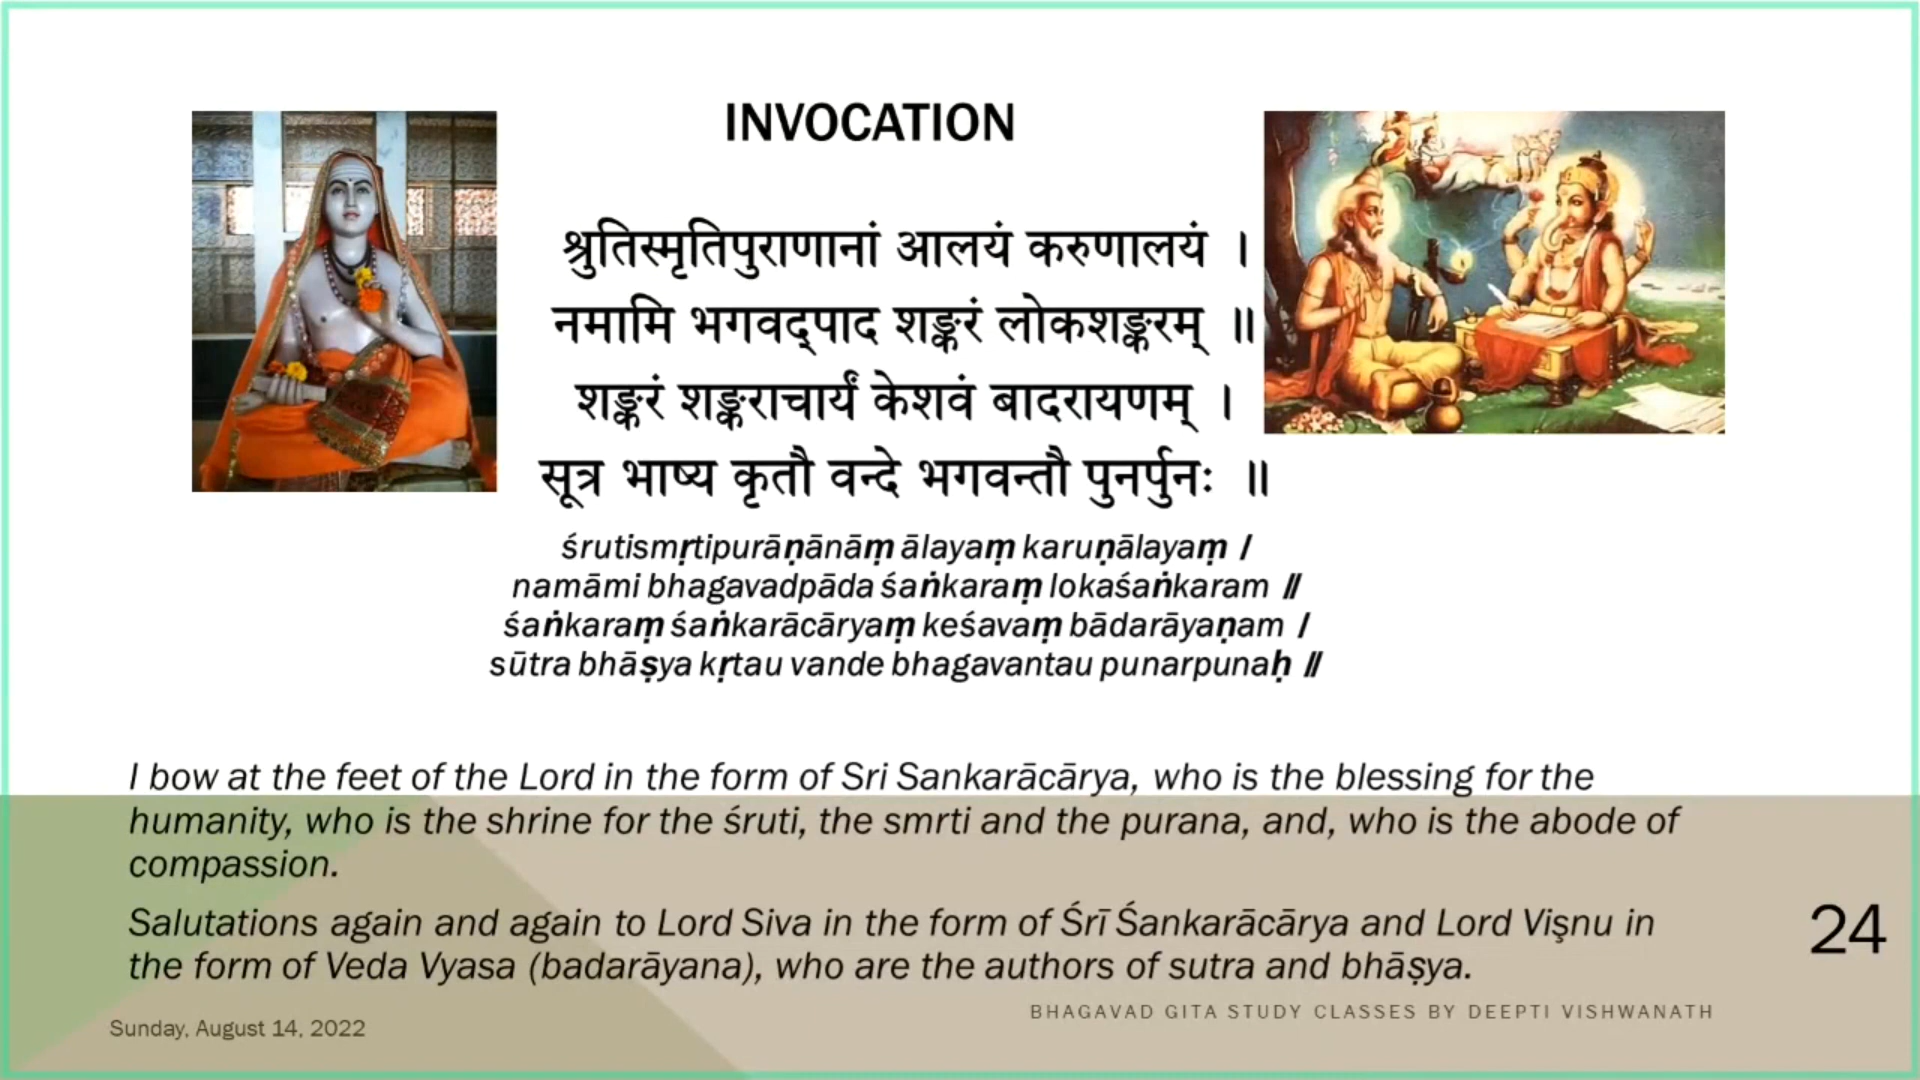 INVOCATION
श्रुतिस्मृतिपुराणानां आलयं करुणालयं ।
नमामि भगवद्पाद शङ्करं लोकशङ्करम् ॥
शङ्करं शङ्कराचार्यं केशवं बादरायणम् ।
सूत्र भाष्य कृतौ वन्दे भगवन्तौ पुनर्पुनः ॥
śrutismṛtipurāṇānāṃ ālayaṃ karuṇālayaṃ /
namāmi bhagavadpāda śaṅkaraṃ lokaśaṅkaram //
śaṅkaraṃ śaṅkarācāryaṃ keśavaṃ bādarāyaṇam /
sūtra bhāṣya kṛtau vande bhagavantau punarpunaḥ //
I bow at the feet of the Lord in the form of Sri Sankarācārya, who is the blessing for the
humanity, who is the shrine for the śruti, the smrti and the purana, and, who is the abode of
compassion.
Salutations again and again to Lord Siva in the form of Śrī Śankarācārya and Lord Vişnu in
the form of Veda Vyasa (badarāyana), who are the authors of sutra and bhāṣya.
24
BHAGAVAD GITA STUDY CLASSES BY DEEPTI VISHWANATH
Sunday, August 14, 2022